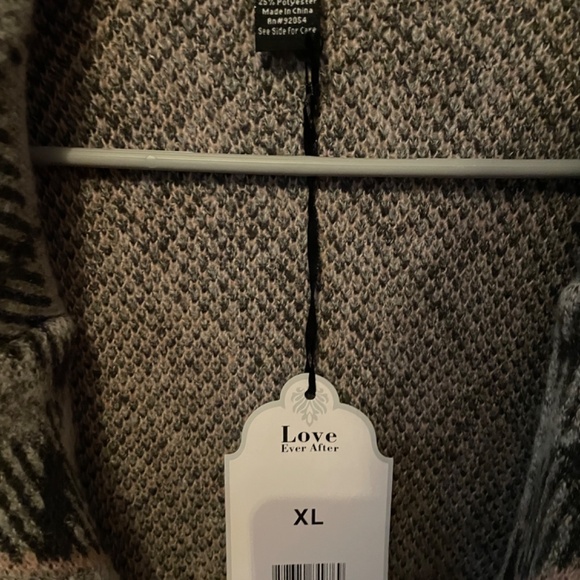 25% Polyester
Made In China
Rn#92054
See Side For Care
Love
Ever After
XL